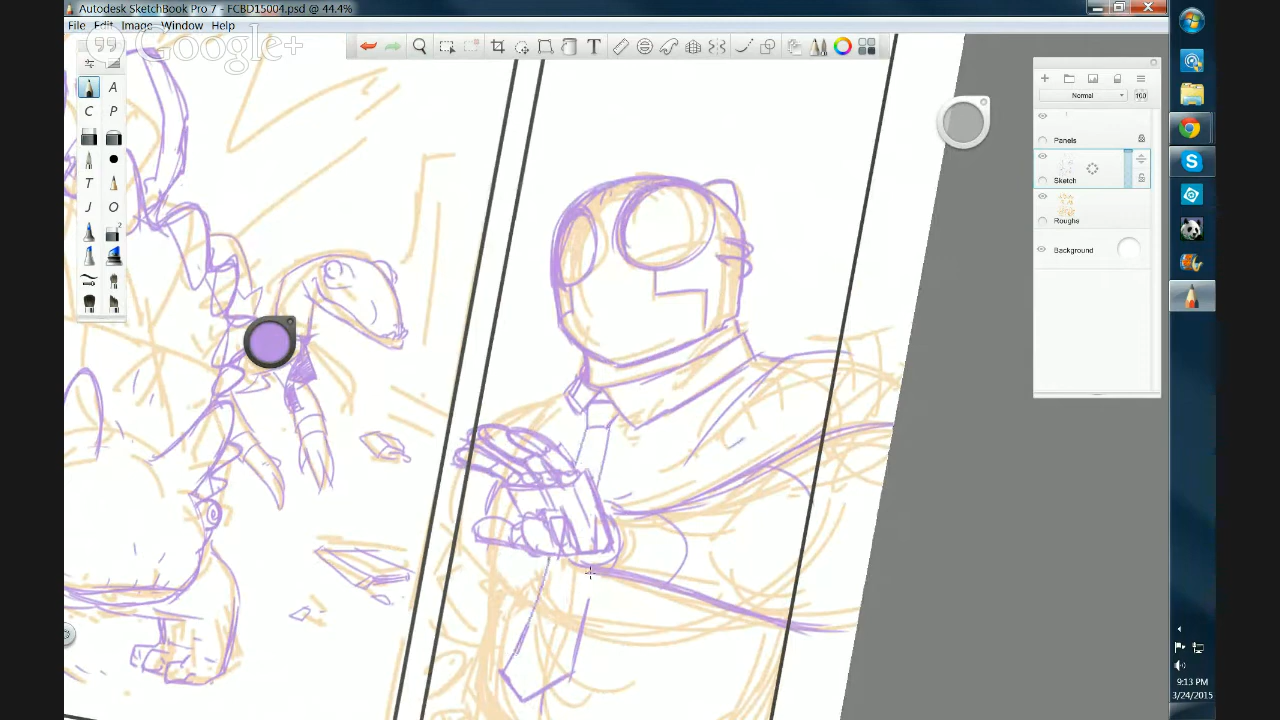 Autodesk SketchBook Pro 7 - FCBD15004.psd @ 44.4%
File Edit Image Window Help
Google+
T
A
C P
T
J O
2
Normal 100
Panels
Sketch
Roughs
Background
S
9:13 PM
3/24/2015